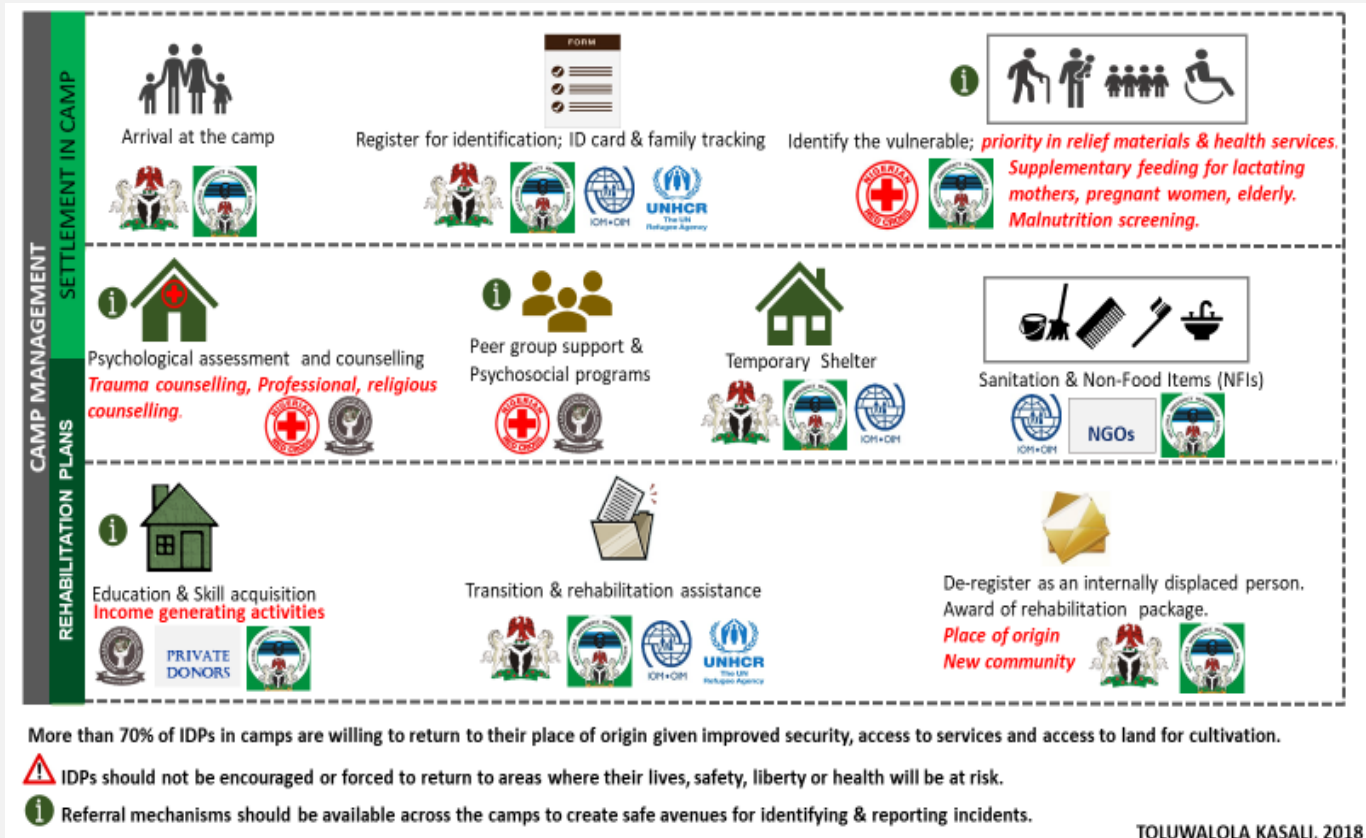 CAMP MANAGEMENT
SETTLEMENT IN CAMP
REHABILITATION PLANS
FORM
Arrival at the camp
Register for identification; ID card & family tracking
Identify the vulnerable; priority in relief materials & health services.
Supplementary feeding for lactating
mothers, pregnant women, elderly.
Malnutrition screening.
IOM•OIM
UNHCR
The UN
Refugee Agency
NIGERIAN
RED CROSS
Psychological assessment and counselling
Trauma counselling, Professional, religious
counselling.
NIGERIAN
RED CROSS
Peer group support &
Psychosocial programs
NIGERIAN
RED CROSS
Temporary Shelter
IOM•OIM
Sanitation & Non-Food Items (NFIs)
IOM•OIM
NGOs
Education & Skill acquisition
Income generating activities
PRIVATE
DONORS
Transition & rehabilitation assistance
IOM•OIM
UNHCR
The UN
Refugee Agency
De-register as an internally displaced person.
Award of rehabilitation package.
Place of origin
New community
More than 70% of IDPs in camps are willing to return to their place of origin given improved security, access to services and access to land for cultivation.
IDPs should not be encouraged or forced to return to areas where their lives, safety, liberty or health will be at risk.
Referral mechanisms should be available across the camps to create safe avenues for identifying & reporting incidents.
TOLUWALOLA KASALI, 2018